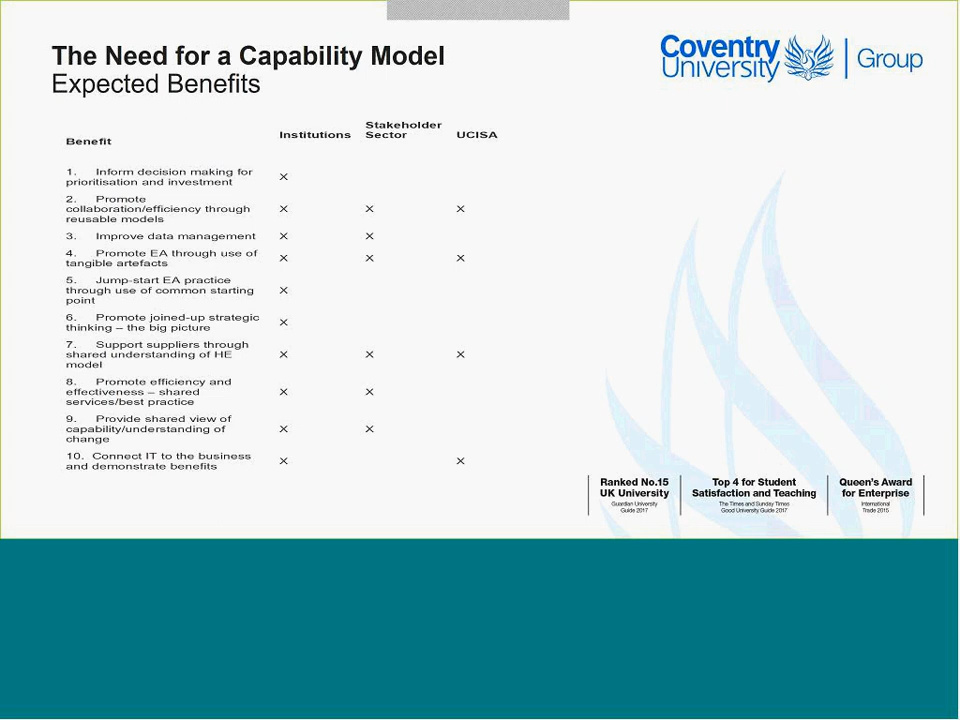 The Need for a Capability Model
Expected Benefits
Coventry
University
Group
Benefit
Institutions
Stakeholder
Sector
UCISA
1. Inform decision making for
prioritisation and investment
X
2. Promote
collaboration/efficiency through
reusable models
X X X
3. Improve data management X X
4. Promote EA through use of
tangible artefacts
X X X
5. Jump-start EA practice
through use of common starting
point
X
6. Promote joined-up strategic
thinking – the big picture
X
7. Support suppliers through
shared understanding of HE
model
X X X
8. Promote efficiency and
effectiveness – shared
services/best practice
X X
9. Provide shared view of
capability/understanding of
change
X X
10. Connect IT to the business
and demonstrate benefits
X X
Ranked No.15
UK University
Guardian University
Guide 2017
Top 4 for Student
Satisfaction and Teaching
The Times and Sunday Times
Good University Guide 2017
Queen's Award
for Enterprise
International
Trade 2015